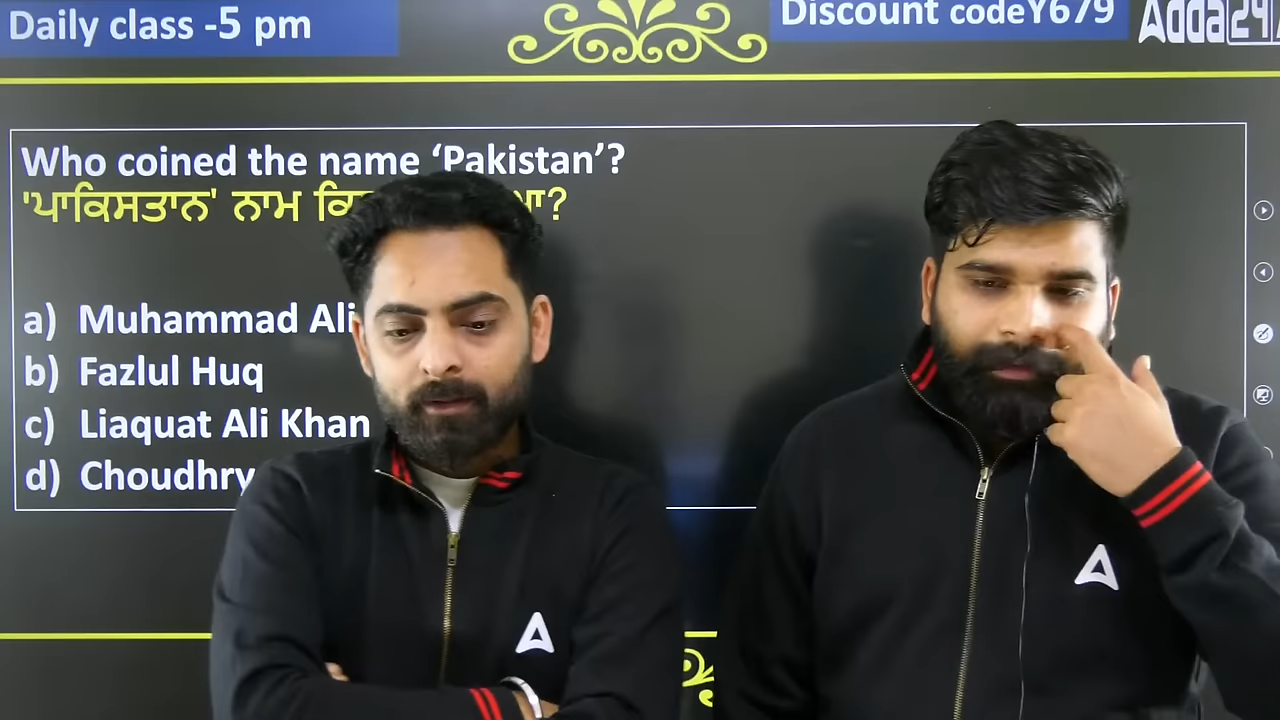 Daily class -5 pm
Discount codeY679
Adda
Who coined the name ‘Pakistan’?
'ਪਾਕਿਸਤਾਨ' ਨਾਮ
a) Muhammad Ali
b) Fazlul Huq
c) Liaquat Ali Khan
d) Choudhry